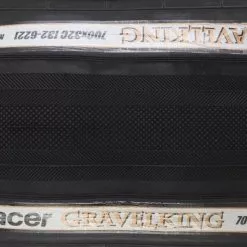 700x32C (32-622) GRAVELKING
acer GRAVELKING 70